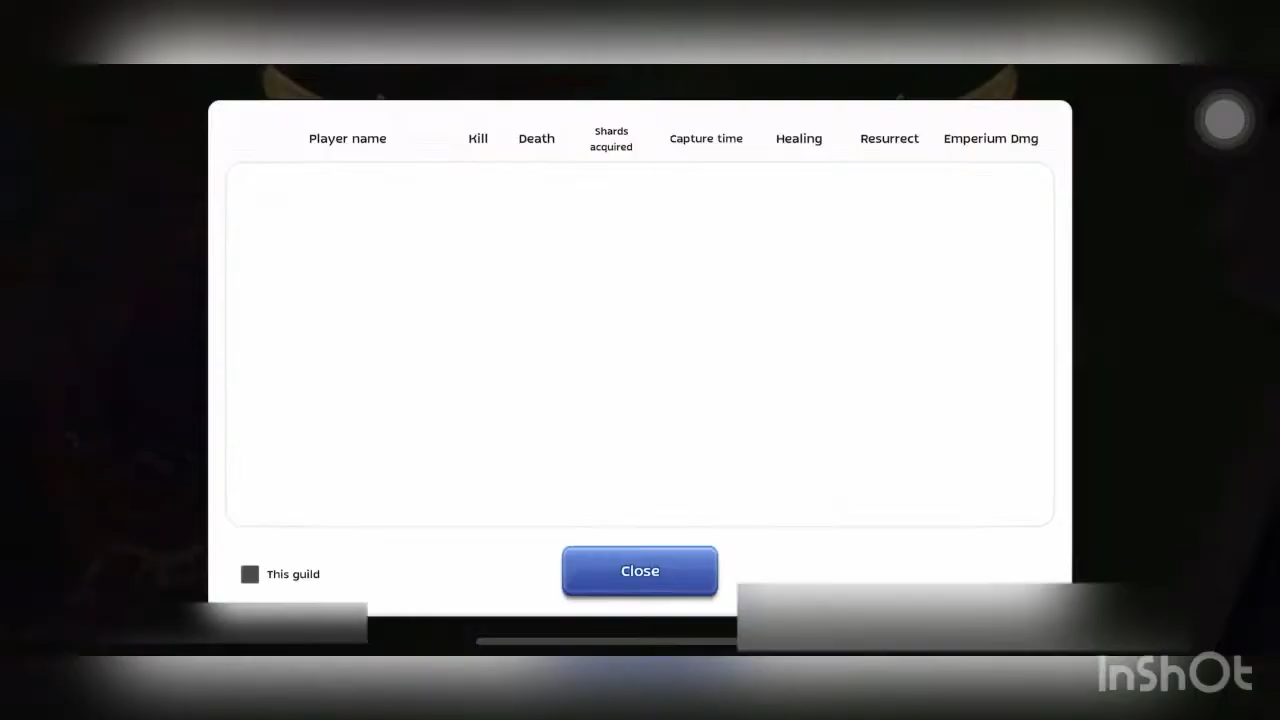 Player name Kill Death Shards acquired Capture time Healing Resurrect Emperium Dmg
This guild
Close
InShOt